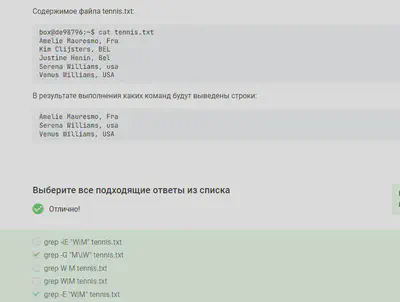 Содержимое файла tennis.txt:
box@de98796:~$ cat tennis.txt
Amelie Mauresmo, Fra
Kim Clijsters, BEL
Justine Henin, Bel
Serena Williams, usa
Venus Williams, USA
В результате выполнения каких команд будут выведены строки:
Amelie Mauresmo, Fra
Serena Williams, usa
Venus Williams, USA
Выберите все подходящие ответы из списка
Отлично!
grep -iE "W|M" tennis.txt
grep -G "M\|W" tennis.txt
grep W M tennis.txt
grep W|M tennis.txt
grep -E "W|M" tennis.txt